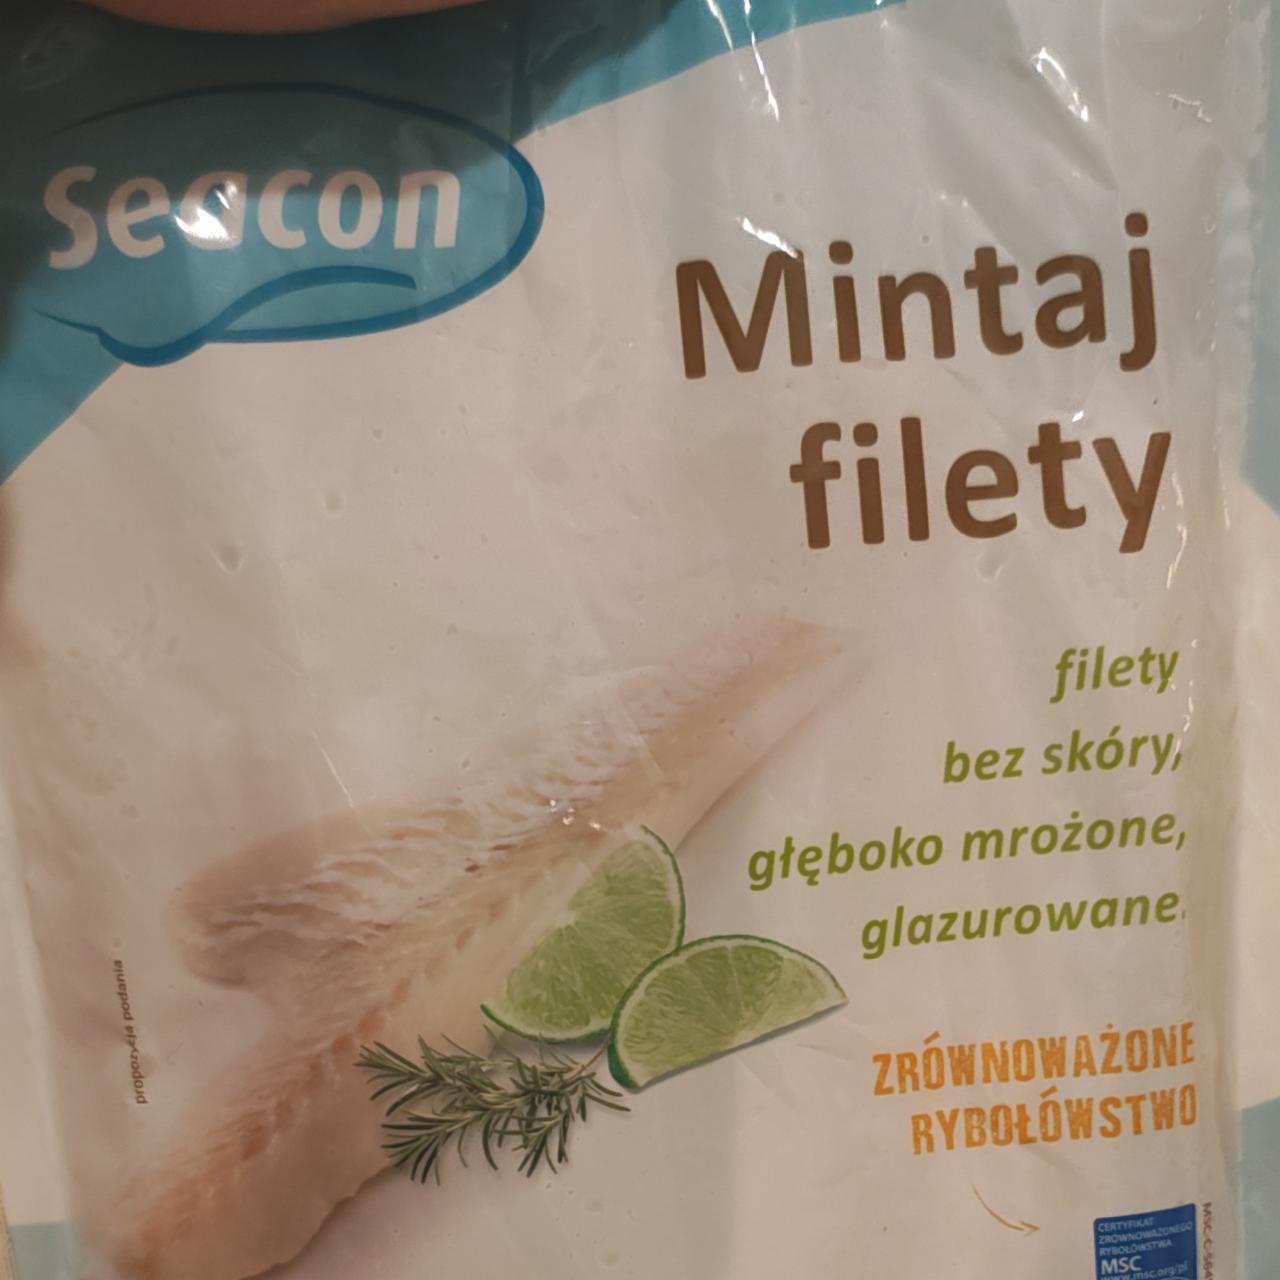 Seacon
Mintaj
filety
filety
bez skóry,
głęboko mrożone,
glazurowane.
propozycja podania
ZRÓWNOWAŻONE
RYBOŁÓWSTWO
CERTYFIKAT
ZRÓWNOWAŻONEGO
RYBOŁÓWSTWA
MSC
www.msc.org/pl